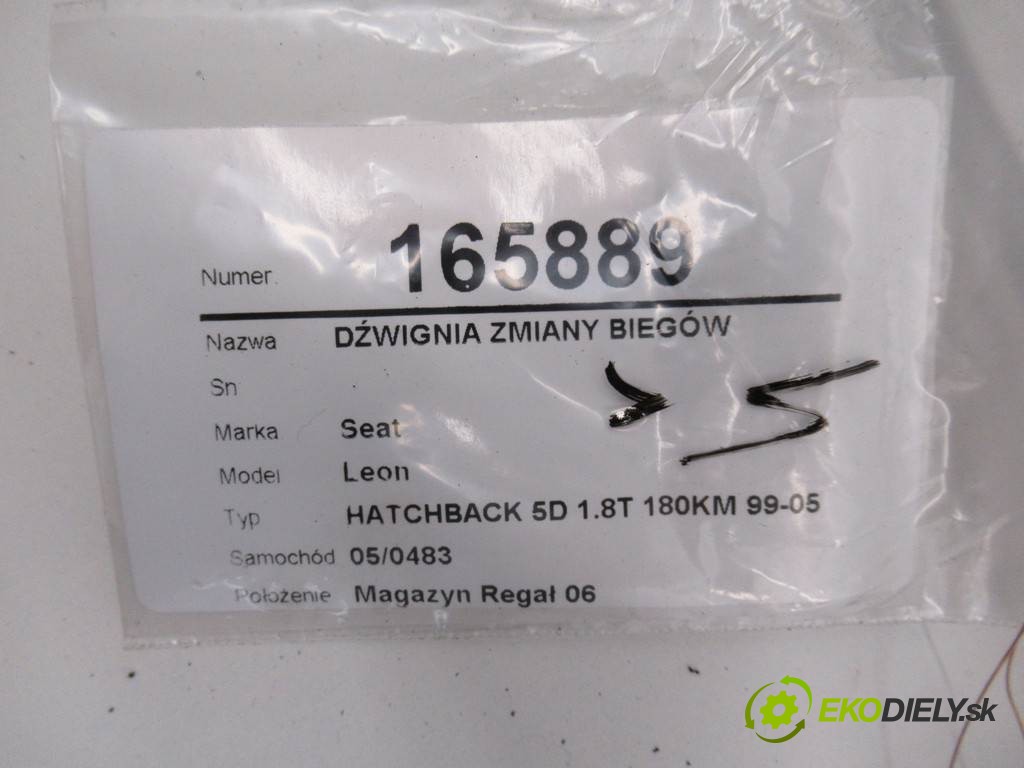 Numer. 165889
Nazwa DŹWIGNIA ZMIANY BIEGÓW
Sn
Marka Seat
Model Leon
Typ HATCHBACK 5D 1.8T 180KM 99-05
Samochód 05/0483
Położenie Magazyn Regał 06
EKODIELY.sk